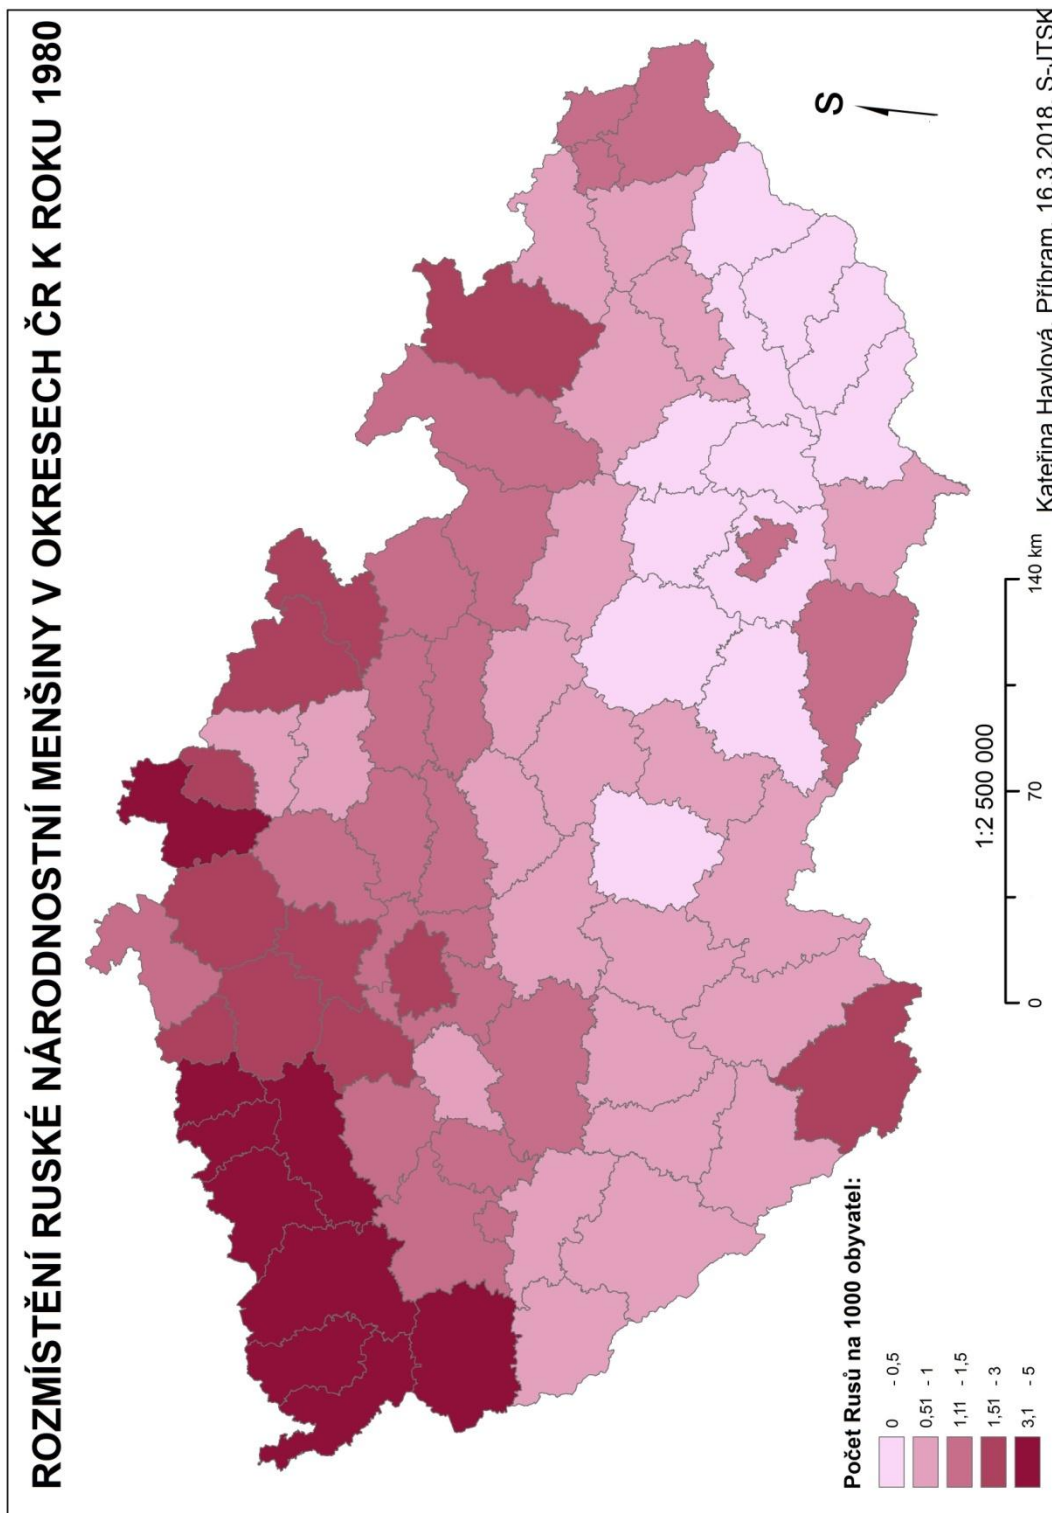 ROZMÍSTĚNÍ RUSKÉ NÁRODNOSTNÍ MENŠINY V OKRESECH ČR K ROKU 1980
S
Počet Rusů na 1000 obyvatel:
0 - 0,5
0,51 - 1
1,11 - 1,5
1,51 - 3
3,1 - 5
1:2 500 000
0 70 140 km
Kateřina Havlová, Příbram, 16.3.2018, S-JTSK